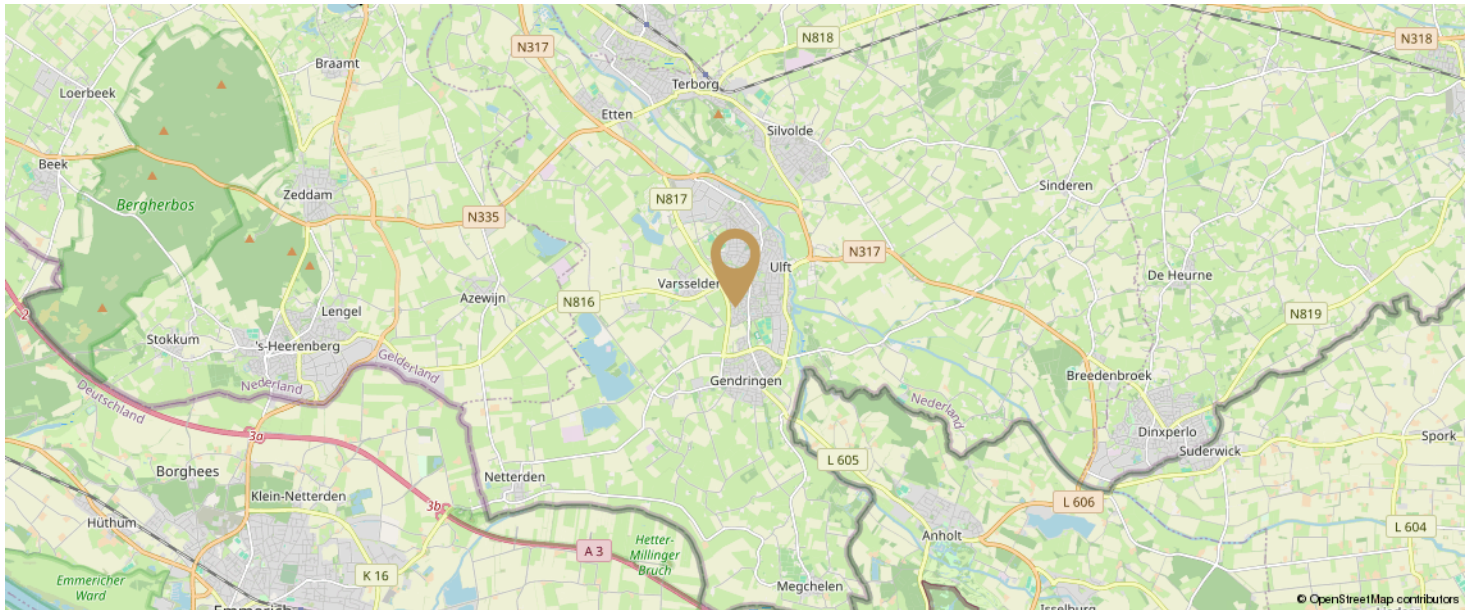 N818
N318
N317
Braamt
Terborg
Loerbeek
Etten
Silvolde
Beek
Sinderen
Zeddam
N817
Bergherbos
N335
N317
Ulft
De Heurne
Varsselder
Azewijn
N816
Lengel
N819
Stokkum
's-Heerenberg
Gelderland
Breedenbroek
Gendringen
Nederland
Nederland
Deutschland
3a
Dinxperlo
Spork
Suderwick
L 605
Borghees
Netterden
Klein-Netterden
L 606
3b
Hüthum
L 604
Anholt
Hetter-
Millinger
Bruch
A 3
K 16
Emmericher
Ward
Megchelen
Isselburg
© OpenStreetMap contributors